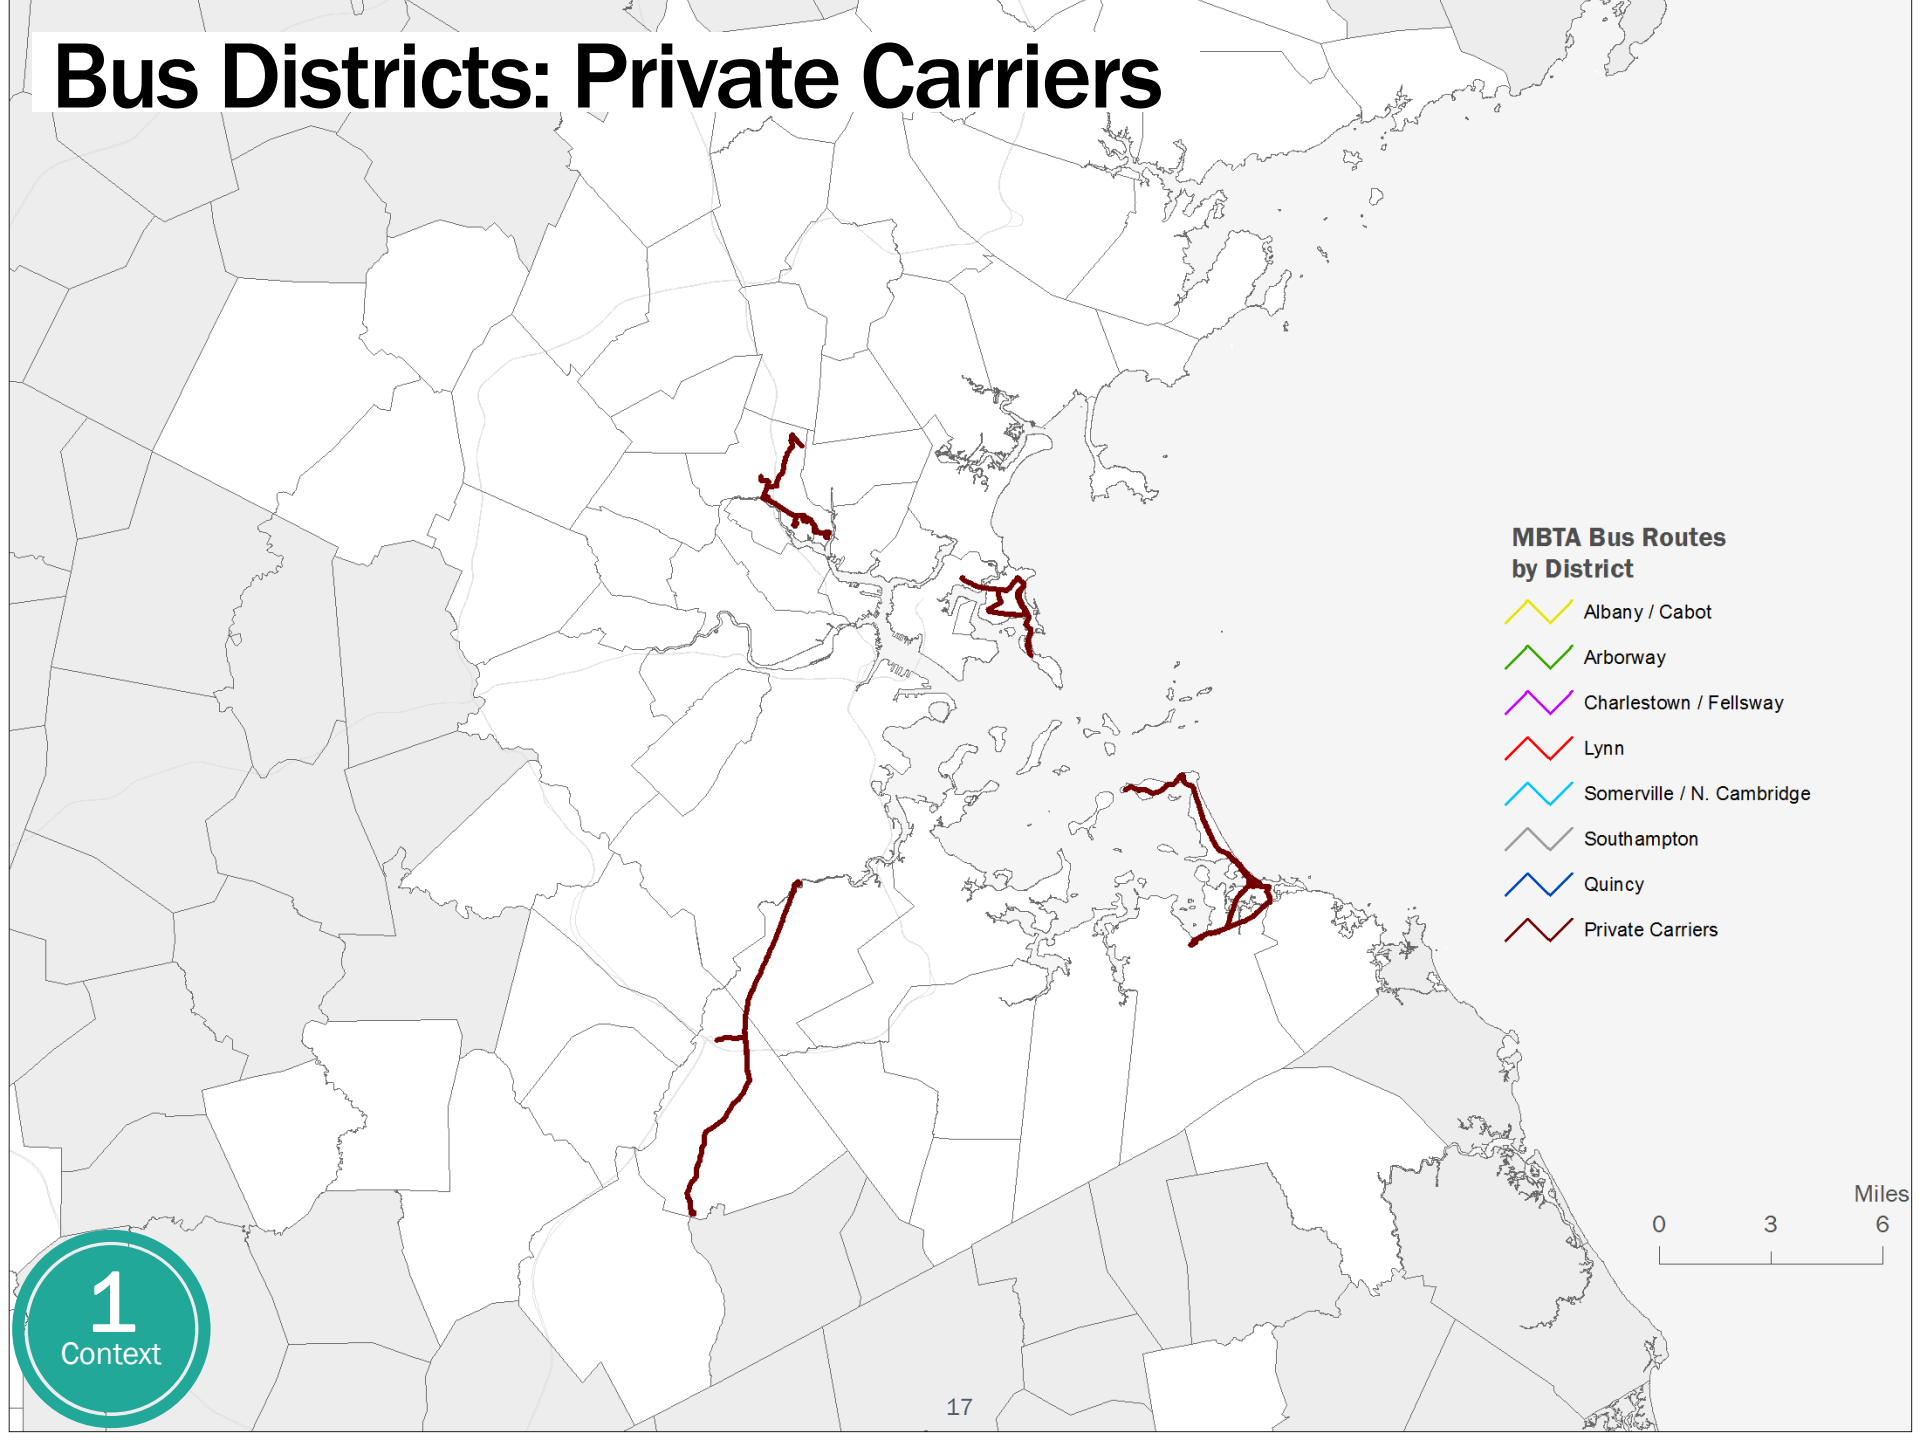 Bus Districts: Private Carriers
MBTA Bus Routes
by District
Albany / Cabot
Arborway
Charlestown / Fellsway
Lynn
Somerville / N. Cambridge
Southampton
Quincy
Private Carriers
Miles
0 3 6
1
Context
17